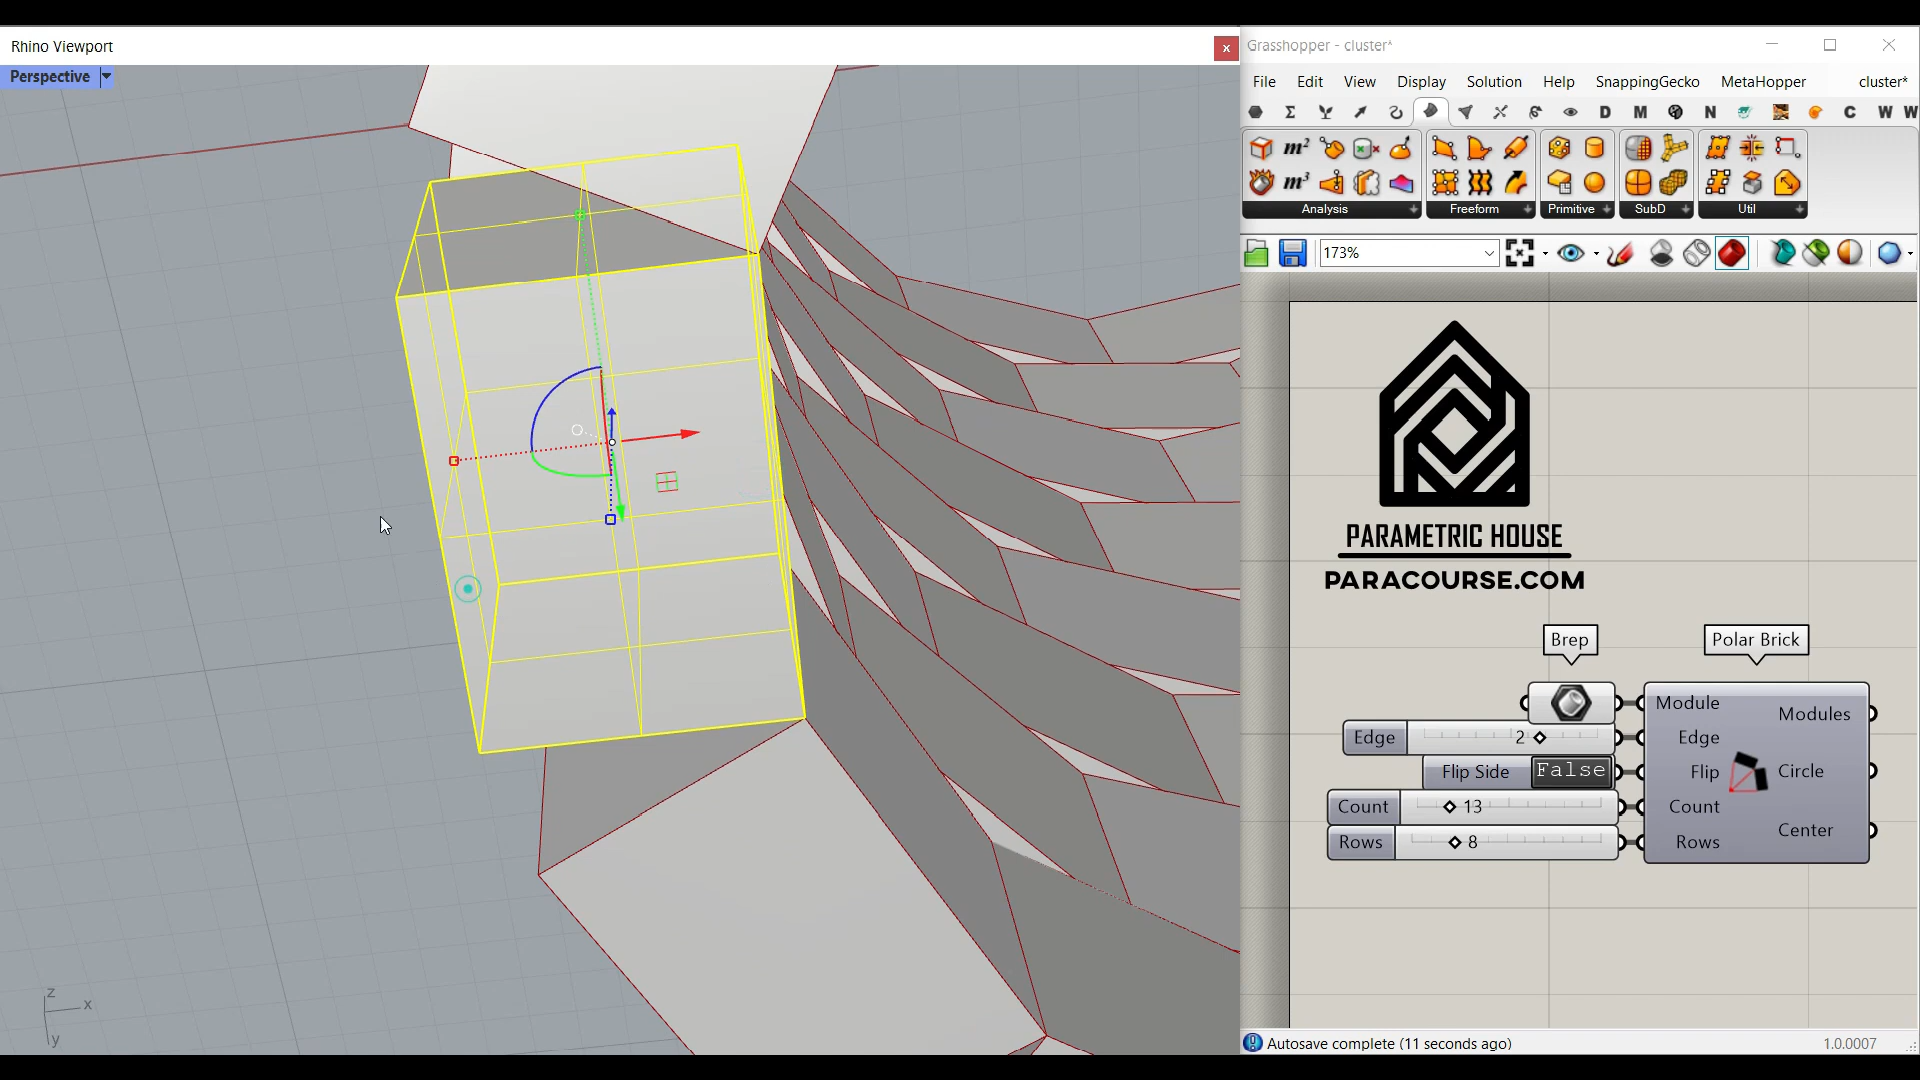 Rhino Viewport
x
Perspective
z
x
y
Grasshopper - cluster*
File Edit View Display Solution Help SnappingGecko MetaHopper cluster*
D M N C W W
m²
m³
Analysis
Freeform
Primitive
SubD
Util
173%
PARAMETRIC HOUSE
PARACOURSE.COM
Brep
Polar Brick
Module
Edge
Flip
Count
Rows
Modules
Circle
Center
Edge 2
Flip Side False
Count 13
Rows 8
Autosave complete (11 seconds ago)
1.0.0007